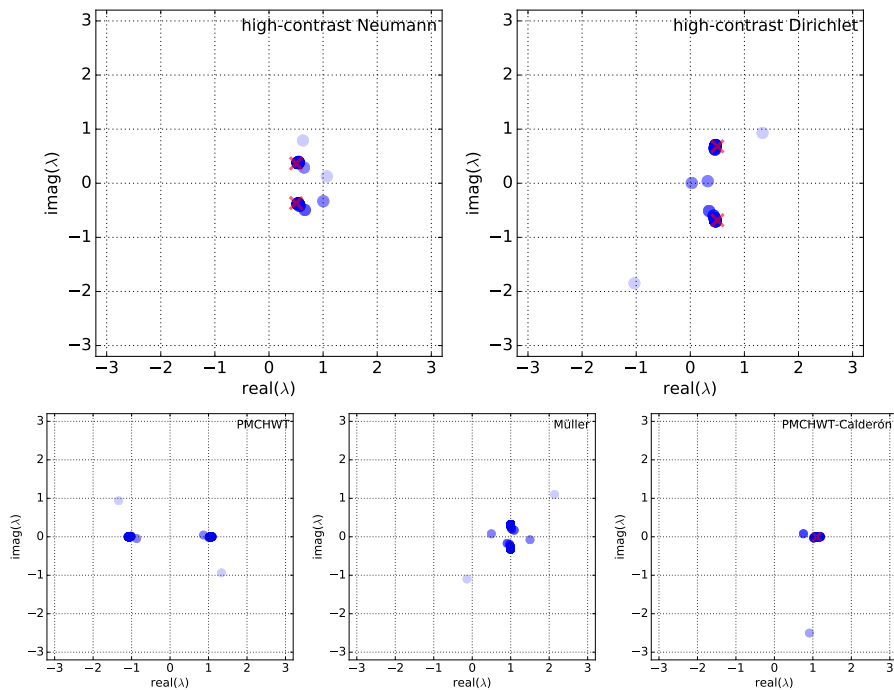 high-contrast Neumann
3
2
1
0
−1
−2
−3
imag(λ)
−3 −2 −1 0 1 2 3
real(λ)
high-contrast Dirichlet
3
2
1
0
−1
−2
−3
imag(λ)
−3 −2 −1 0 1 2 3
real(λ)
PMCHWT
3
2
1
0
−1
−2
−3
imag(λ)
−3 −2 −1 0 1 2 3
real(λ)
Müller
3
2
1
0
−1
−2
−3
imag(λ)
−3 −2 −1 0 1 2 3
real(λ)
PMCHWT-Calderón
3
2
1
0
−1
−2
−3
imag(λ)
−3 −2 −1 0 1 2 3
real(λ)